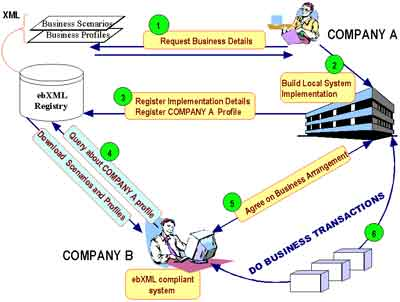 XML
Business Scenarios
Business Profiles
1
Request Business Details
COMPANY A
2
Build Local System
Implementation
ebXML
Registry
3
Register Implementation Details
Register COMPANY A Profile
4
Query about COMPANY A profile
Download Scenarios and Profiles
5
Agree on Business Arrangement
6
DO BUSINESS TRANSACTIONS
COMPANY B
ebXML compliant
system